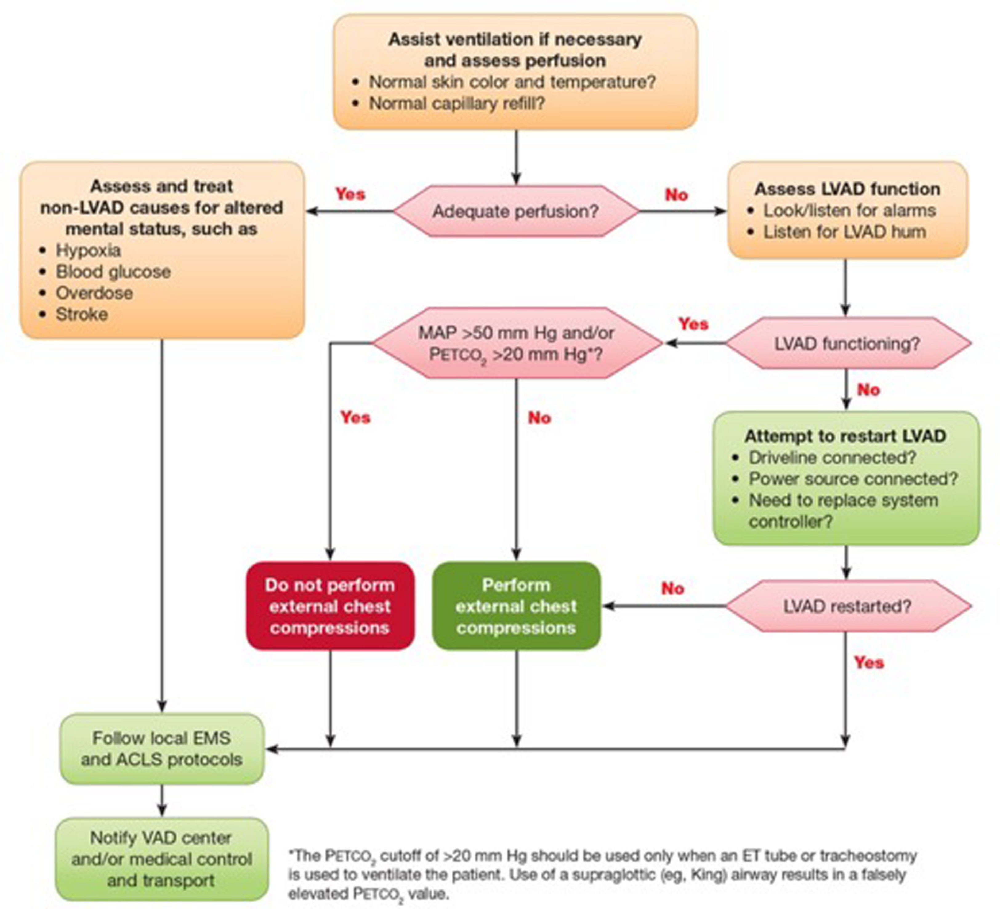 Assist ventilation if necessary
and assess perfusion
• Normal skin color and temperature?
• Normal capillary refill?
Adequate perfusion?
Yes
No
Assess and treat
non-LVAD causes for altered
mental status, such as
• Hypoxia
• Blood glucose
• Overdose
• Stroke
Assess LVAD function
• Look/listen for alarms
• Listen for LVAD hum
LVAD functioning?
Yes
No
MAP >50 mm Hg and/or
PETCO₂ >20 mm Hg*?
Yes
No
Attempt to restart LVAD
• Driveline connected?
• Power source connected?
• Need to replace system
controller?
Do not perform
external chest
compressions
Perform
external chest
compressions
No
LVAD restarted?
Yes
Follow local EMS
and ACLS protocols
Notify VAD center
and/or medical control
and transport
*The PETCO₂ cutoff of >20 mm Hg should be used only when an ET tube or tracheostomy
is used to ventilate the patient. Use of a supraglottic (eg, King) airway results in a falsely
elevated PETCO₂ value.